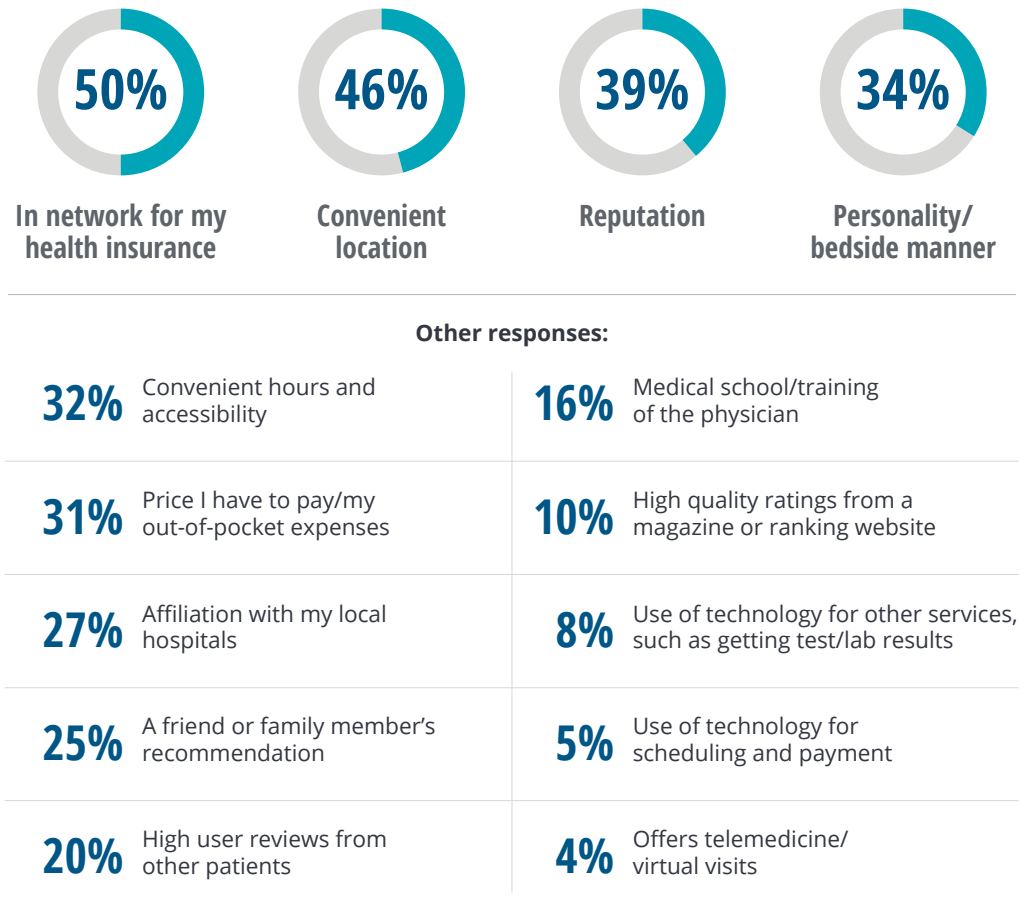 50%
46%
39%
34%
In network for my
health insurance
Convenient
location
Reputation
Personality/
bedside manner
Other responses:
32%
Convenient hours and
accessibility
31%
Price I have to pay/my
out-of-pocket expenses
27%
Affiliation with my local
hospitals
25%
A friend or family member’s
recommendation
20%
High user reviews from
other patients
16%
Medical school/training
of the physician
10%
High quality ratings from a
magazine or ranking website
8%
Use of technology for other services,
such as getting test/lab results
5%
Use of technology for
scheduling and payment
4%
Offers telemedicine/
virtual visits